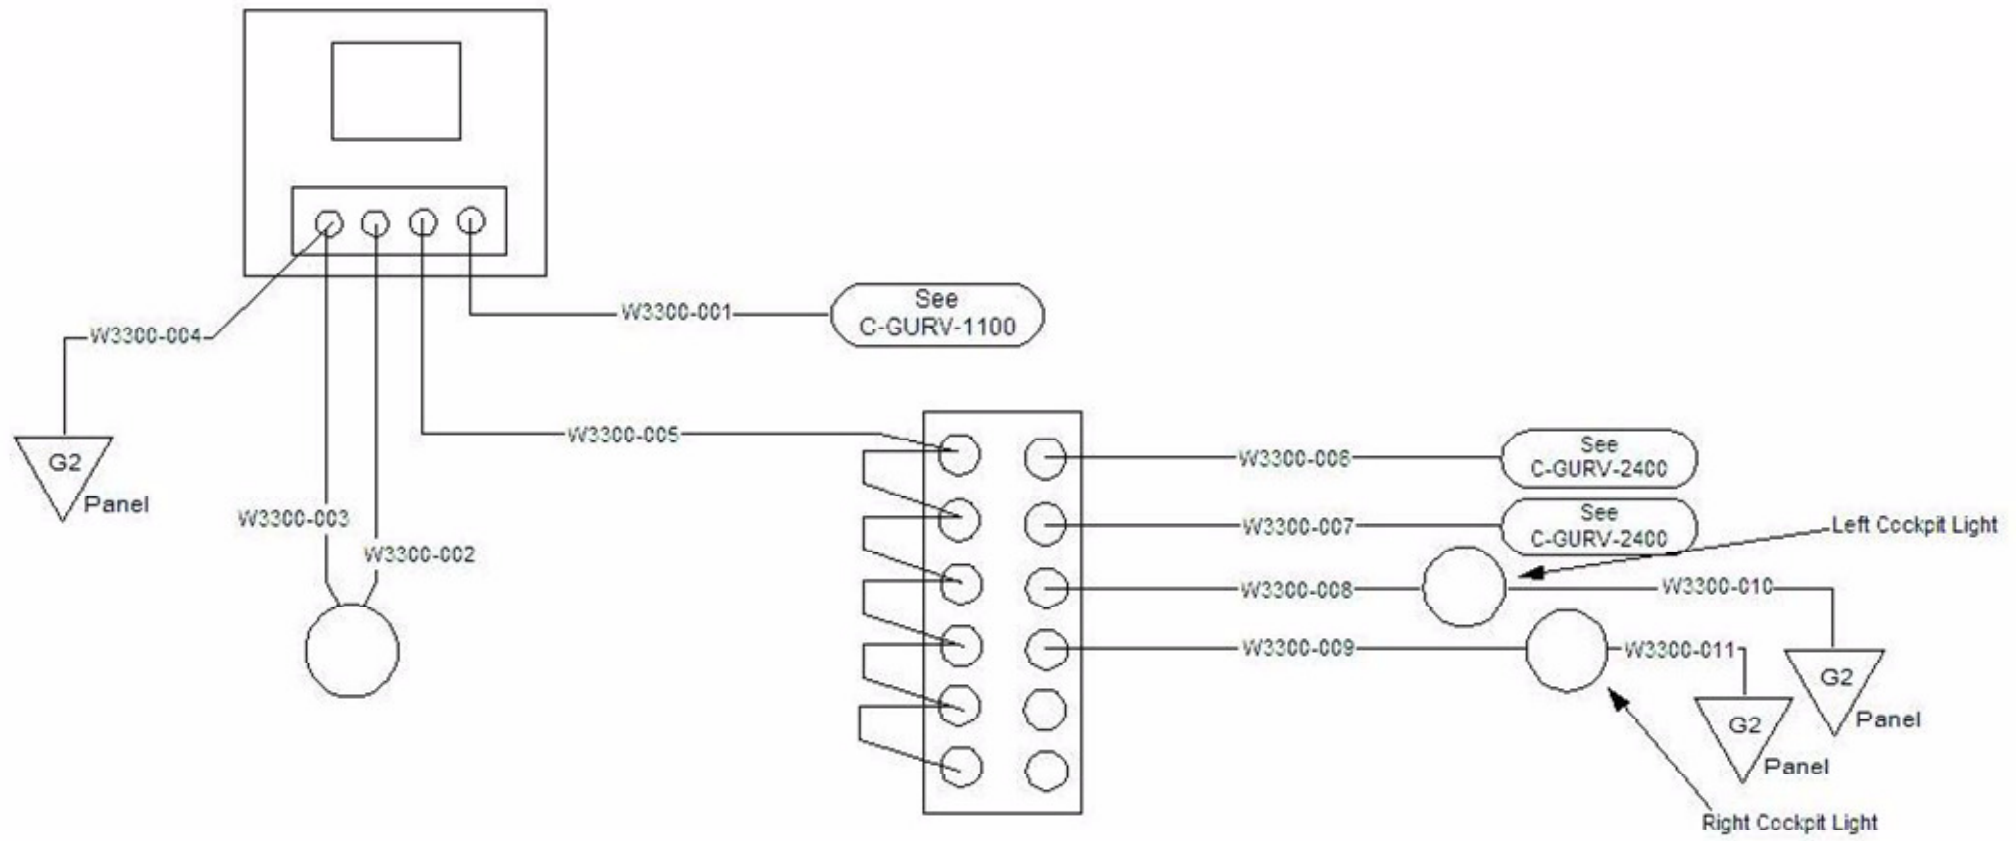 See
C-GURV-1100
W3300-001
W3300-004
G2
Panel
W3300-003
W3300-002
W3300-005
W3300-006
See
C-GURV-2400
W3300-007
See
C-GURV-2400
Left Cockpit Light
W3300-008
W3300-010
G2
Panel
W3300-009
W3300-011
G2
Panel
Right Cockpit Light